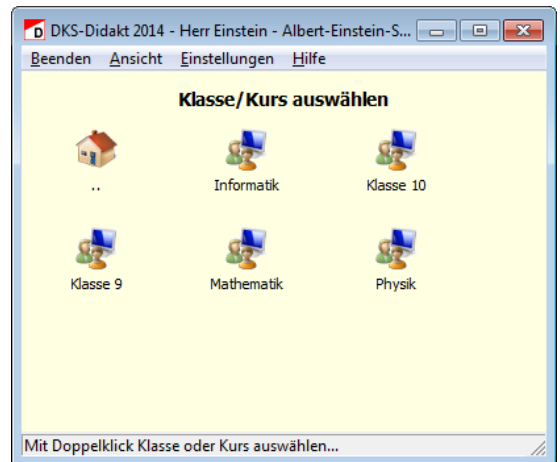 D DKS-Didakt 2014 - Herr Einstein - Albert-Einstein-S...
Beenden Ansicht Einstellungen Hilfe
Klasse/Kurs auswählen
.. Informatik Klasse 10
Klasse 9 Mathematik Physik
Mit Doppelklick Klasse oder Kurs auswählen...